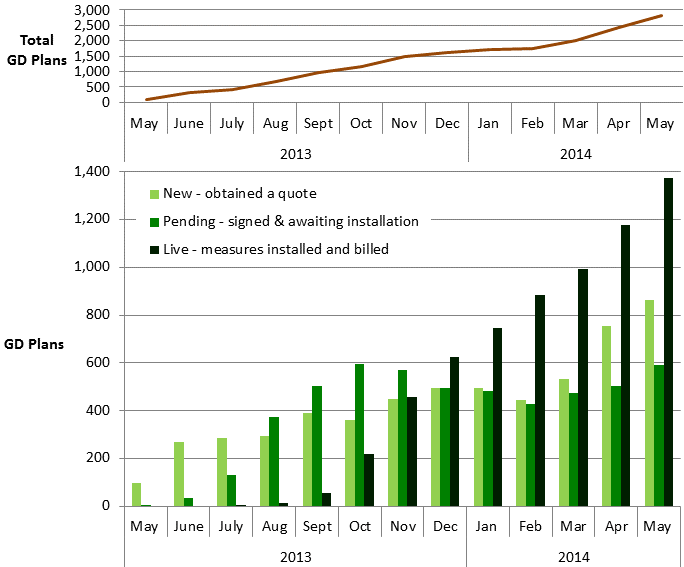 Total
GD Plans
3,000
2,500
2,000
1,500
1,000
500
0
May June July Aug Sept Oct Nov Dec Jan Feb Mar Apr May
2013 2014
GD Plans
1,400
1,200
1,000
800
600
400
200
0
New - obtained a quote
Pending - signed & awaiting installation
Live - measures installed and billed
May June July Aug Sept Oct Nov Dec Jan Feb Mar Apr May
2013 2014